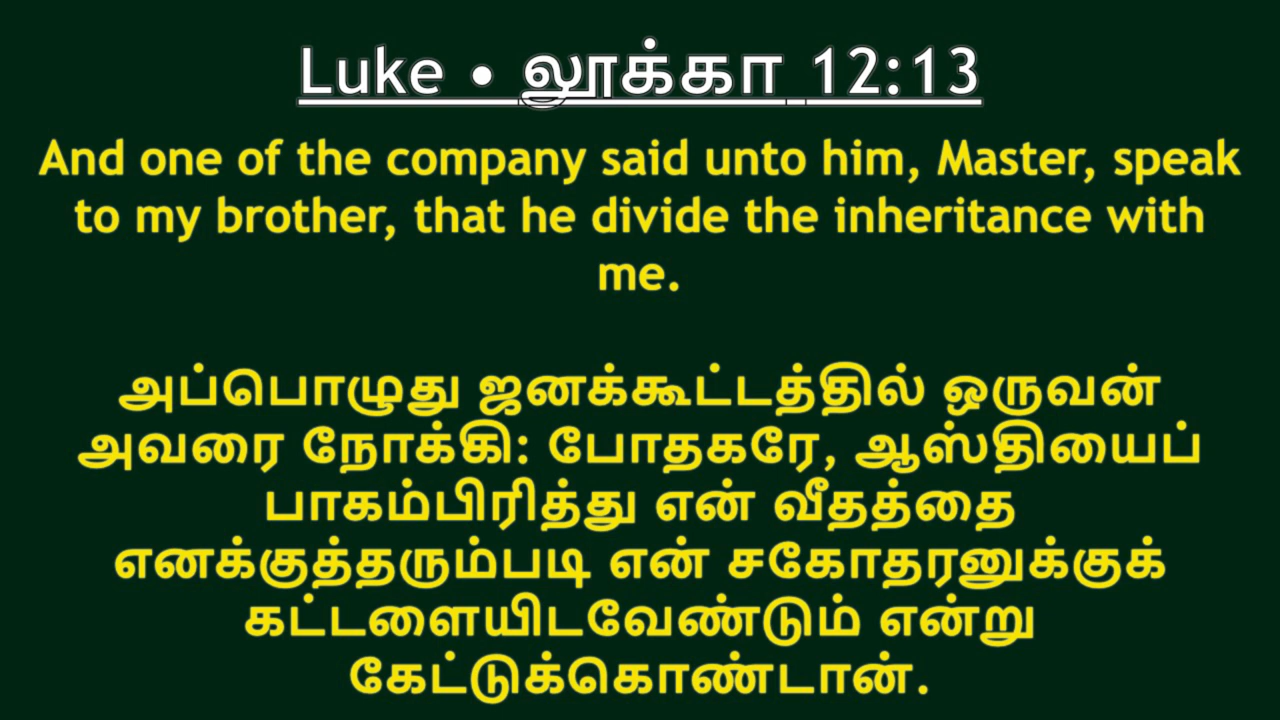 Luke • லூக்கா 12:13
And one of the company said unto him, Master, speak
to my brother, that he divide the inheritance with
me.
அப்பொழுது ஜனக்கூட்டத்தில் ஒருவன்
அவரை நோக்கி: போதகரே, ஆஸ்தியைப்
பாகம்பிரித்து என் வீதத்தை
எனக்குத்தரும்படி என் சகோதரனுக்குக்
கட்டளையிடவேண்டும் என்று
கேட்டுக்கொண்டான்.